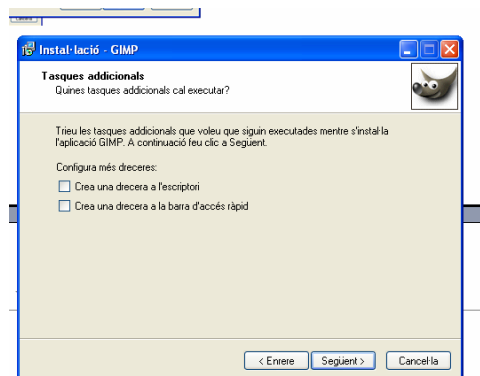 Instal·lació - GIMP
Tasques addicionals
Quines tasques addicionals cal executar?
Trieu les tasques addicionals que voleu que siguin executades mentre s'instal·la
l'aplicació GIMP. A continuació feu clic a Següent.
Configura més dreceres:
Crea una drecera a l'escriptori
Crea una drecera a la barra d'accés ràpid
< Enrere
Següent >
Cancel·la